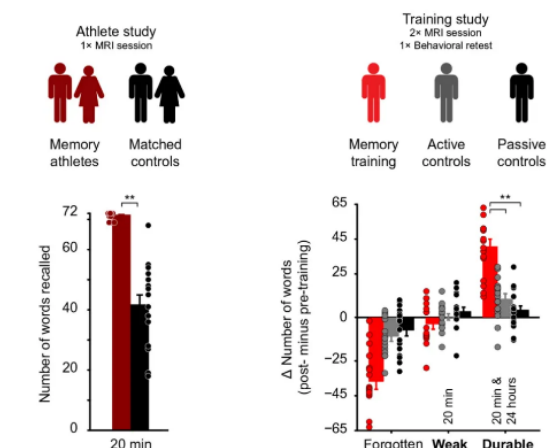 Athlete study
1× MRI session
Memory
athletes
Matched
controls
Number of words recalled
72
60
40
20
0
**
20 min
Training study
2× MRI session
1× Behavioral retest
Memory
training
Active
controls
Passive
controls
Δ Number of words
(post- minus pre-training)
65
45
25
0
−25
−45
−65
**
20 min
20 min &
24 hours
Forgotten
Weak
Durable